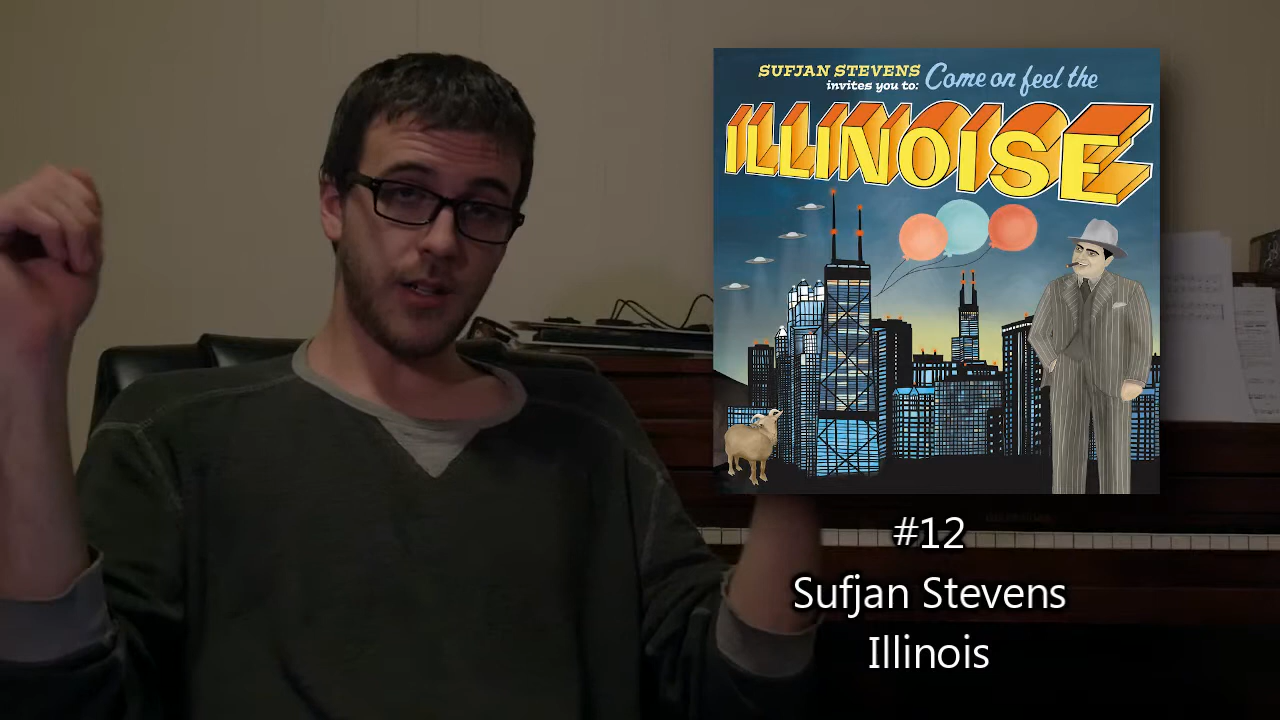 SUFJAN STEVENS
invites you to: Come on feel the
ILLINOISE
#12
Sufjan Stevens
Illinois